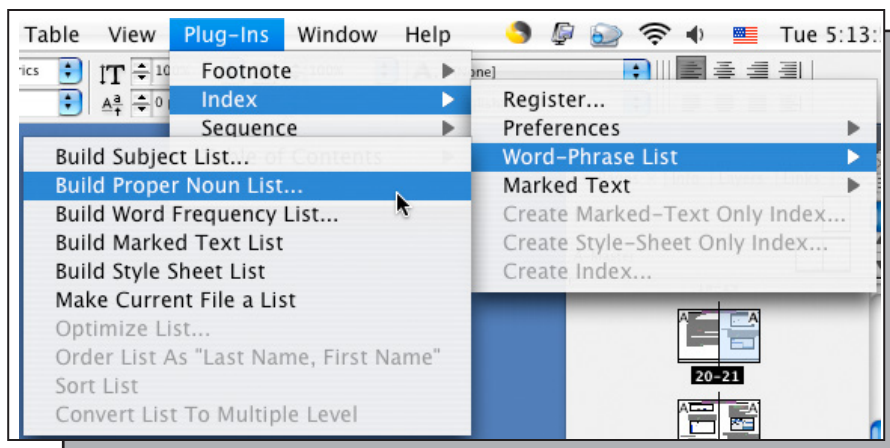 Table View Plug-Ins Window Help Tue 5:13:
Footnote
Index
Sequence
Register...
Preferences
Word-Phrase List
Marked Text
Create Marked-Text Only Index...
Create Style-Sheet Only Index...
Create Index...
Build Subject List...
Build Proper Noun List...
Build Word Frequency List...
Build Marked Text List
Build Style Sheet List
Make Current File a List
Optimize List...
Order List As "Last Name, First Name"
Sort List
Convert List To Multiple Level
A A
20-21
A A